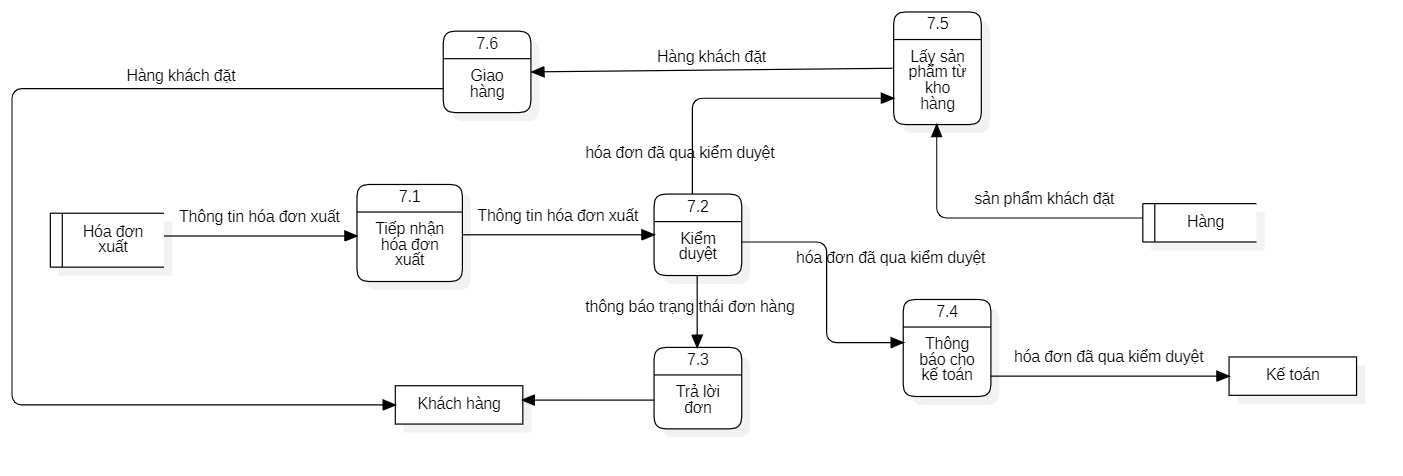 7.5
Lấy sản
phẩm từ
kho
hàng
7.6
Giao
hàng
Hàng khách đặt
Hàng khách đặt
hóa đơn đã qua kiểm duyệt
Hóa đơn
xuất
Thông tin hóa đơn xuất
7.1
Tiếp nhận
hóa đơn
xuất
Thông tin hóa đơn xuất
7.2
Kiểm
duyệt
sản phẩm khách đặt
Hàng
hóa đơn đã qua kiểm duyệt
thông báo trạng thái đơn hàng
7.3
Trả lời
đơn
Khách hàng
7.4
Thông
báo cho
kế toán
hóa đơn đã qua kiểm duyệt
Kế toán